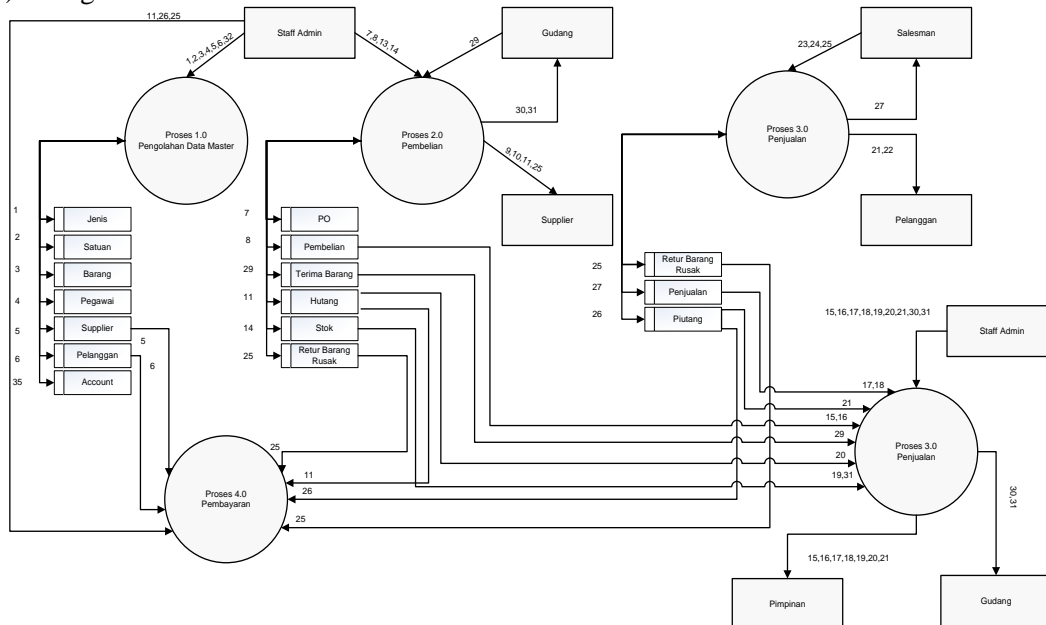 11,26,25
Staff Admin
7,8,13,14
29
Gudang
23,24,25
Salesman
1,2,3,4,5,6,32
30,31
27
Proses 1.0
Pengolahan Data Master
Proses 2.0
Pembelian
Proses 3.0
Penjualan
21,22
9,10,11,25
Supplier
Pelanggan
1
Jenis
2
Satuan
3
Barang
4
Pegawai
5
Supplier
5
6
Pelanggan
6
35
Account
7
PO
8
Pembelian
29
Terima Barang
11
Hutang
14
Stok
25
Retur Barang
Rusak
25
Retur Barang
Rusak
27
Penjualan
26
Piutang
15,16,17,18,19,20,21,30,31
Staff Admin
17,18
21
15,16
29
20
19,31
Proses 3.0
Penjualan
25
11
26
25
Proses 4.0
Pembayaran
30,31
15,16,17,18,19,20,21
Pimpinan
Gudang